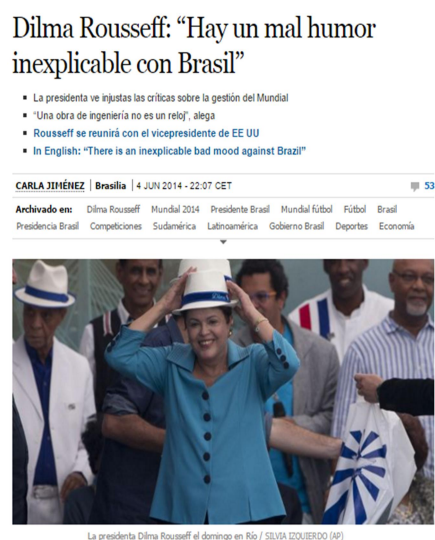 Dilma Rousseff: “Hay un mal humor
inexplicable con Brasil”
La presidenta ve injustas las críticas sobre la gestión del Mundial
“Una obra de ingeniería no es un reloj”, alega
Rousseff se reunirá con el vicepresidente de EE UU
In English: “There is an inexplicable bad mood against Brazil”
CARLA JIMÉNEZ | Brasilia | 4 JUN 2014 - 22:07 CET 53
Archivado en: Dilma Rousseff Mundial 2014 Presidente Brasil Mundial fútbol Fútbol Brasil
Presidencia Brasil Competiciones Sudamérica Latinoamérica Gobierno Brasil Deportes Economía
La presidenta Dilma Rousseff el domingo en Río / SILVIA IZQUIERDO (AP)